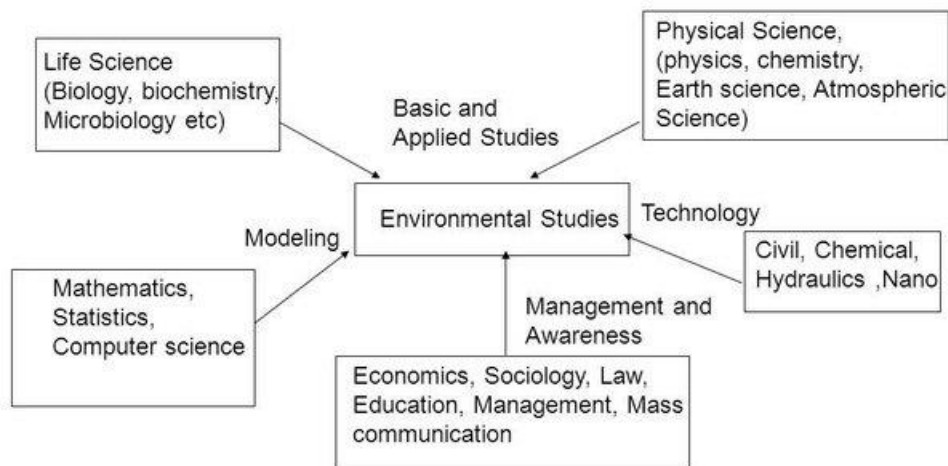 Life Science
(Biology, biochemistry,
Microbiology etc)
Physical Science,
(physics, chemistry,
Earth science, Atmospheric
Science)
Basic and
Applied Studies
Environmental Studies
Technology
Modeling
Civil, Chemical,
Hydraulics ,Nano
Mathematics,
Statistics,
Computer science
Management and
Awareness
Economics, Sociology, Law,
Education, Management, Mass
communication